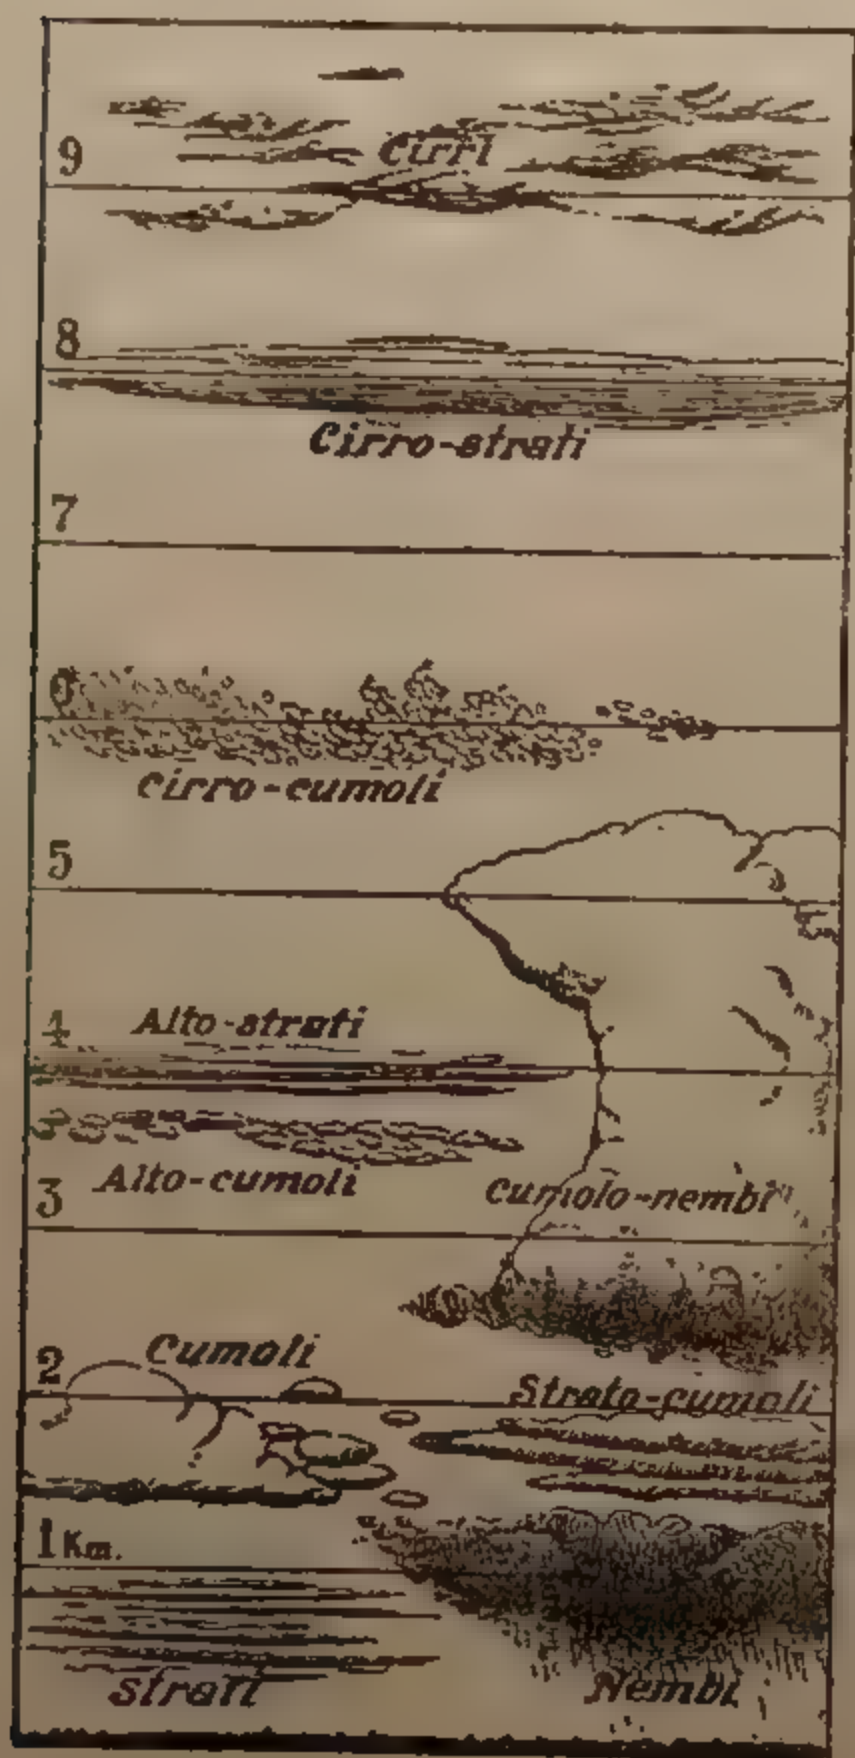 9
Cirri
8
Cirro-strati
7
6
Cirro-cumoli
5
4 Alto-strati
Alto-cumoli
3
Cumolo-nembi
2 Cumoli
Strato-cumoli
1 Km.
Strati
Nembi